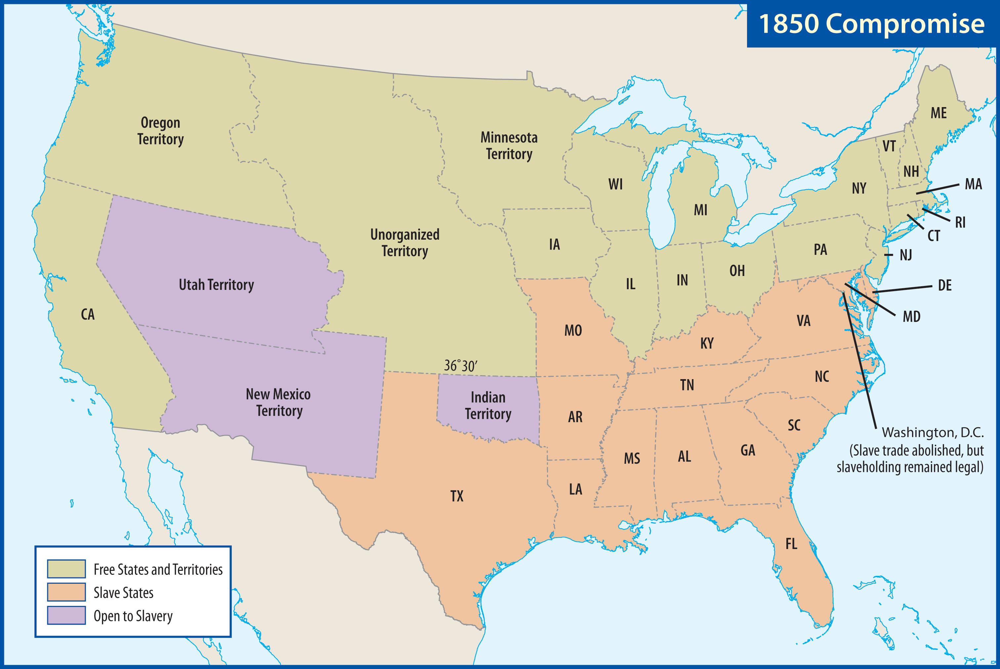 1850 Compromise
Oregon
Territory
Minnesota
Territory
Unorganized
Territory
Utah Territory
CA
New Mexico
Territory
Indian
Territory
36°30′
ME
VT
NH
NY
MA
RI
CT
NJ
PA
DE
MD
WI
MI
IA
IL
IN
OH
MO
KY
VA
TN
NC
AR
SC
MS
AL
GA
LA
TX
FL
Washington, D.C.
(Slave trade abolished, but
slaveholding remained legal)
Free States and Territories
Slave States
Open to Slavery